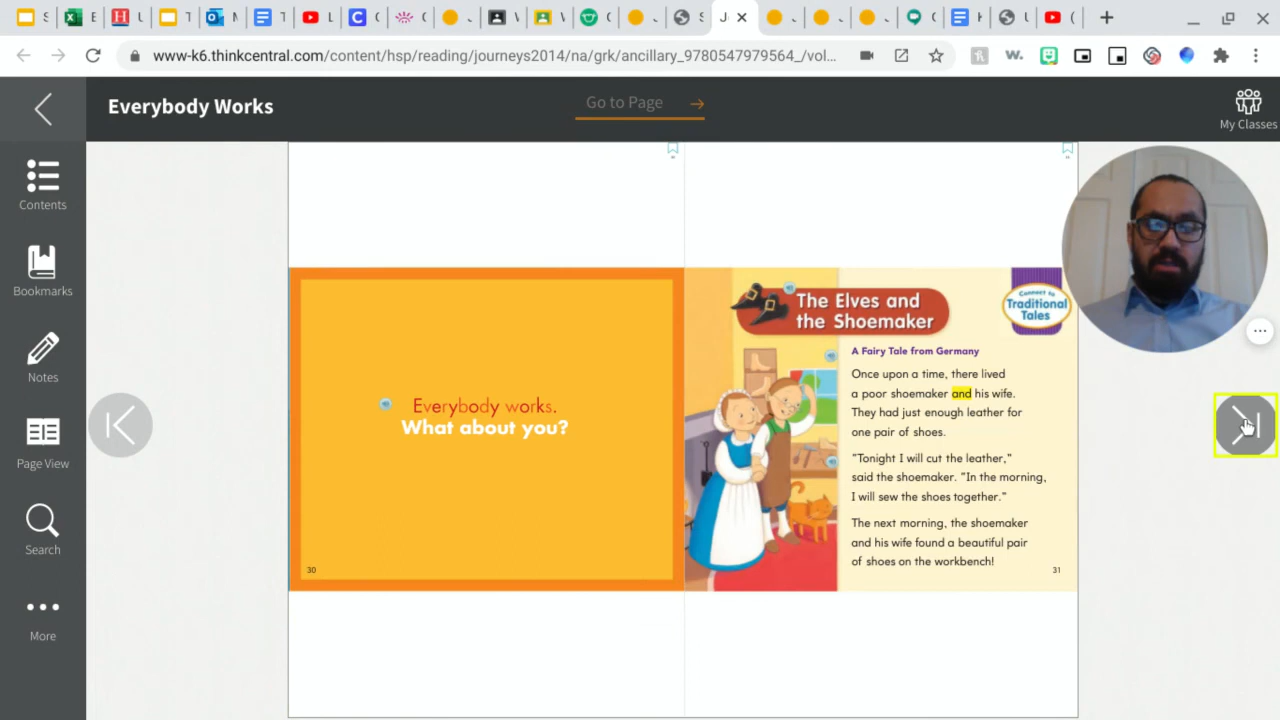 S
E
L
T
M
T
L
C
C
www-k6.thinkcentral.com/content/hsp/reading/journeys2014/na/grk/ancillary_9780547979564_/vol...
Everybody Works
Go to Page
My Classes
Contents
Bookmarks
Notes
Page View
Search
More
Everybody works.
What about you?
30
The Elves and
the Shoemaker
Connect to
Traditional
Tales
A Fairy Tale from Germany
Once upon a time, there lived
a poor shoemaker and his wife.
They had just enough leather for
one pair of shoes.
"Tonight I will cut the leather,"
said the shoemaker. "In the morning,
I will sew the shoes together."
The next morning, the shoemaker
and his wife found a beautiful pair
of shoes on the workbench!
31